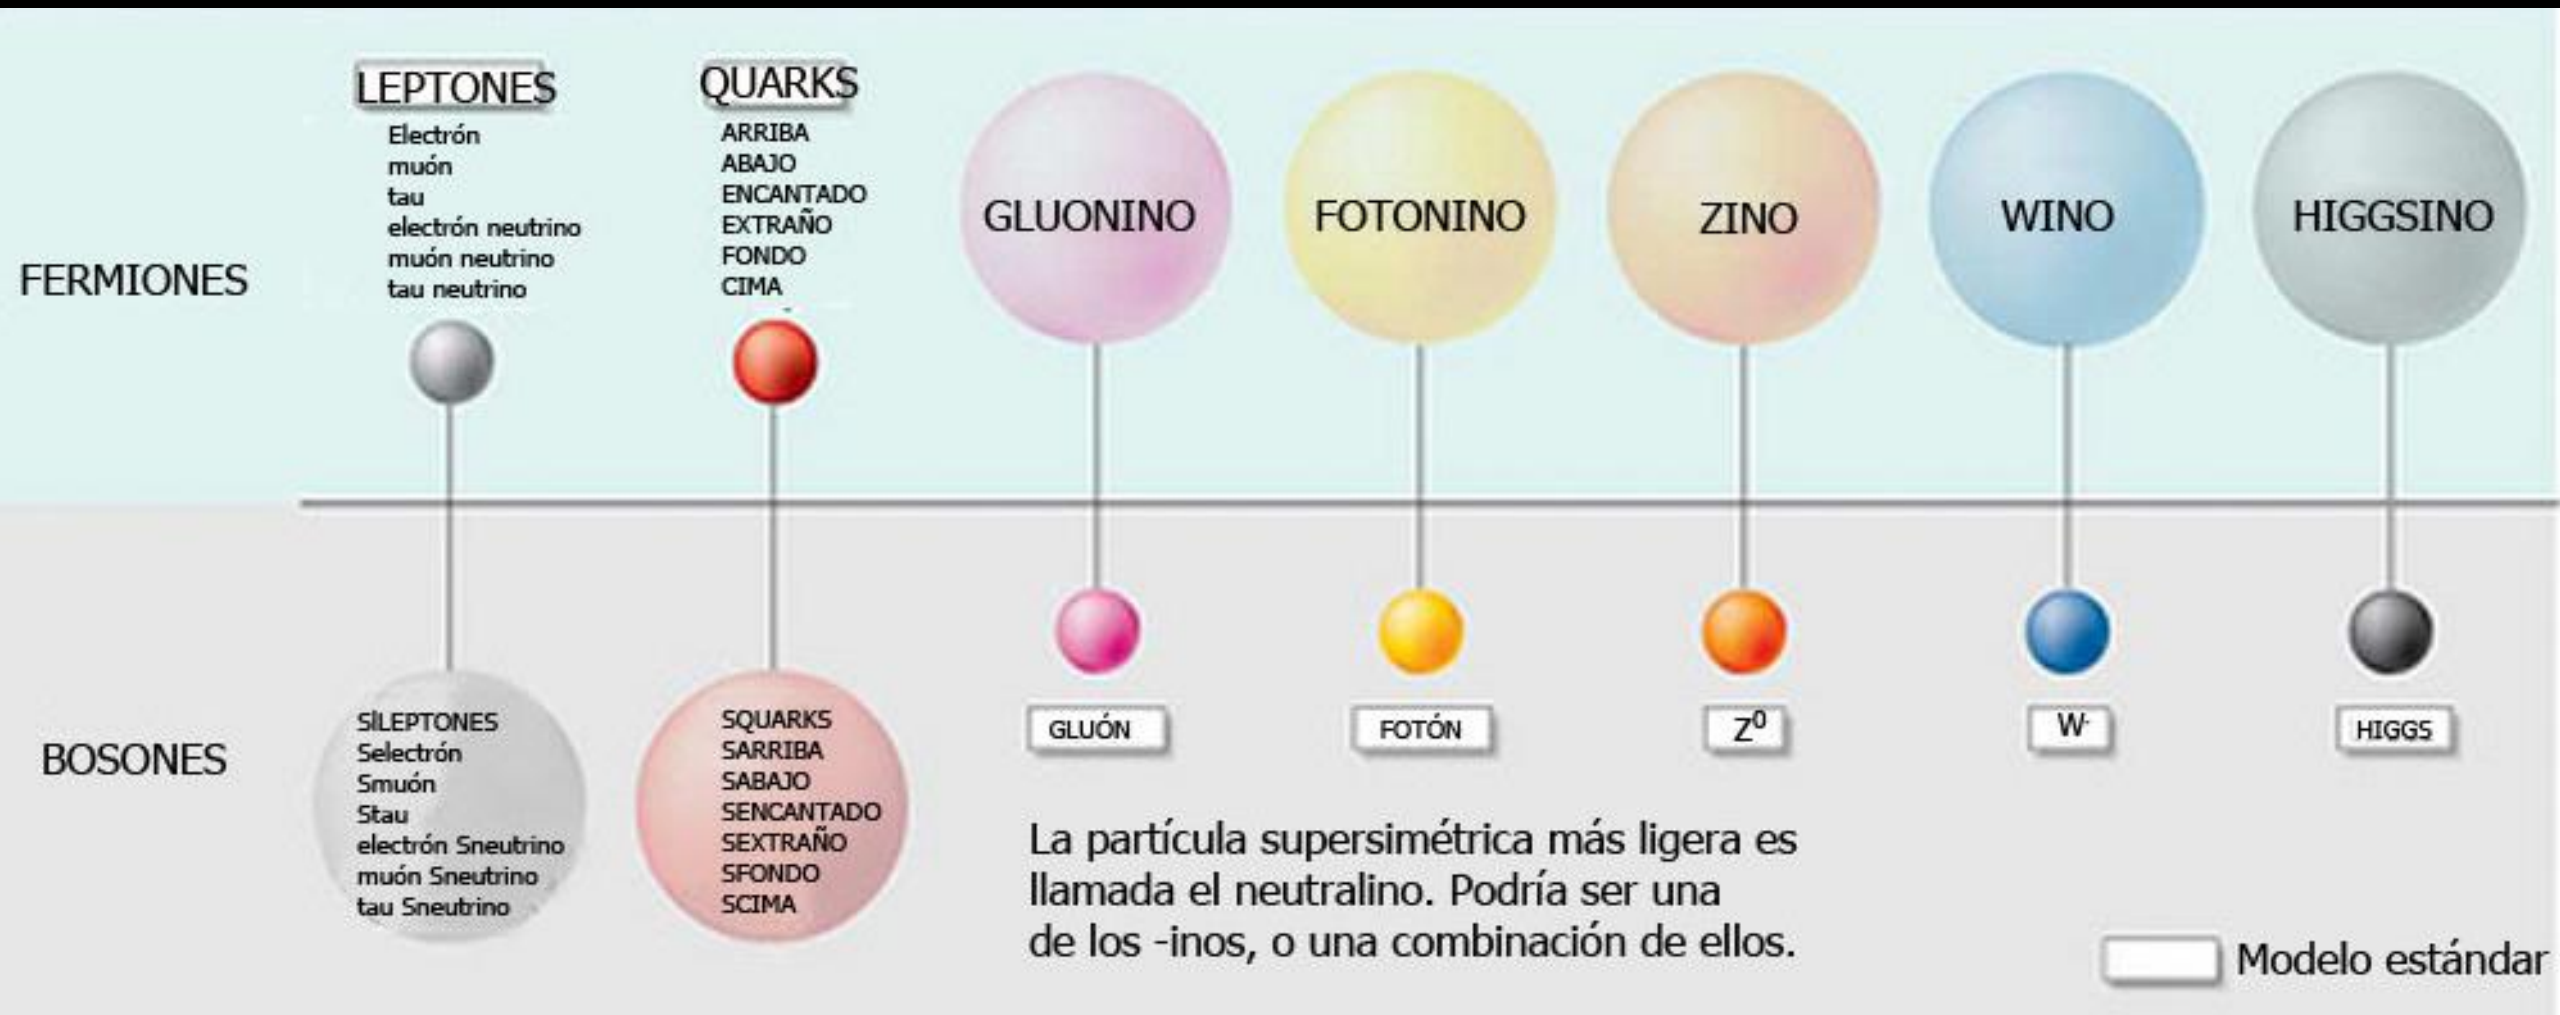 LEPTONES
Electrón
muón
tau
electrón neutrino
muón neutrino
tau neutrino
QUARKS
ARRIBA
ABAJO
ENCANTADO
EXTRAÑO
FONDO
CIMA
GLUONINO
FOTONINO
ZINO
WINO
HIGGSINO
FERMIONES
BOSONES
SlLEPTONES
Selectrón
Smuón
Stau
electrón Sneutrino
muón Sneutrino
tau Sneutrino
SQUARKS
SARRIBA
SABAJO
SENCANTADO
SEXTRAÑO
SFONDO
SCIMA
GLUÓN
FOTÓN
Z⁰
W⁻
HIGGS
La partícula supersimétrica más ligera es
llamada el neutralino. Podría ser una
de los -inos, o una combinación de ellos.
Modelo estándar